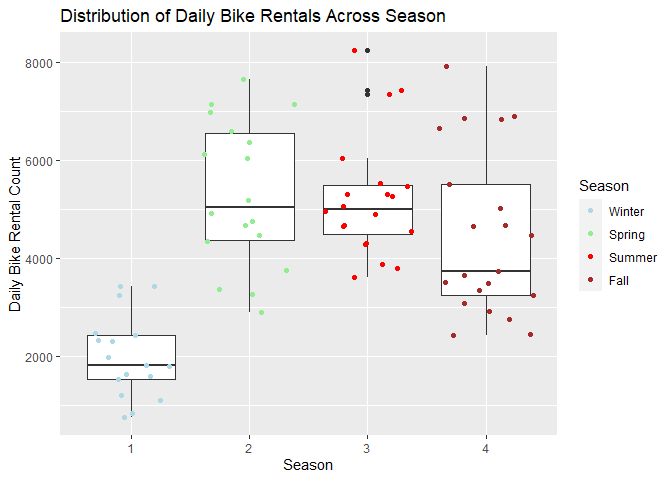 Distribution of Daily Bike Rentals Across Season
Daily Bike Rental Count
8000
6000
4000
2000
1
2
3
4
Season
Season
Winter
Spring
Summer
Fall